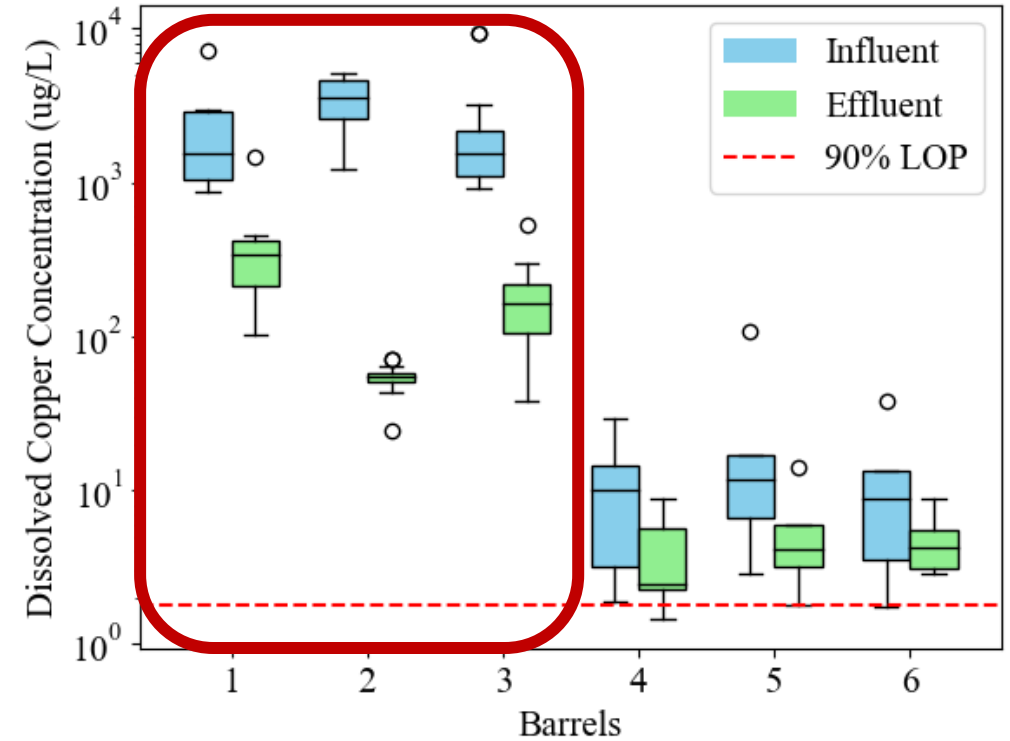 Dissolved Copper Concentration (ug/L)
10^4
10^3
10^2
10^1
10^0
Influent
Effluent
90% LOP
1 2 3 4 5 6
Barrels